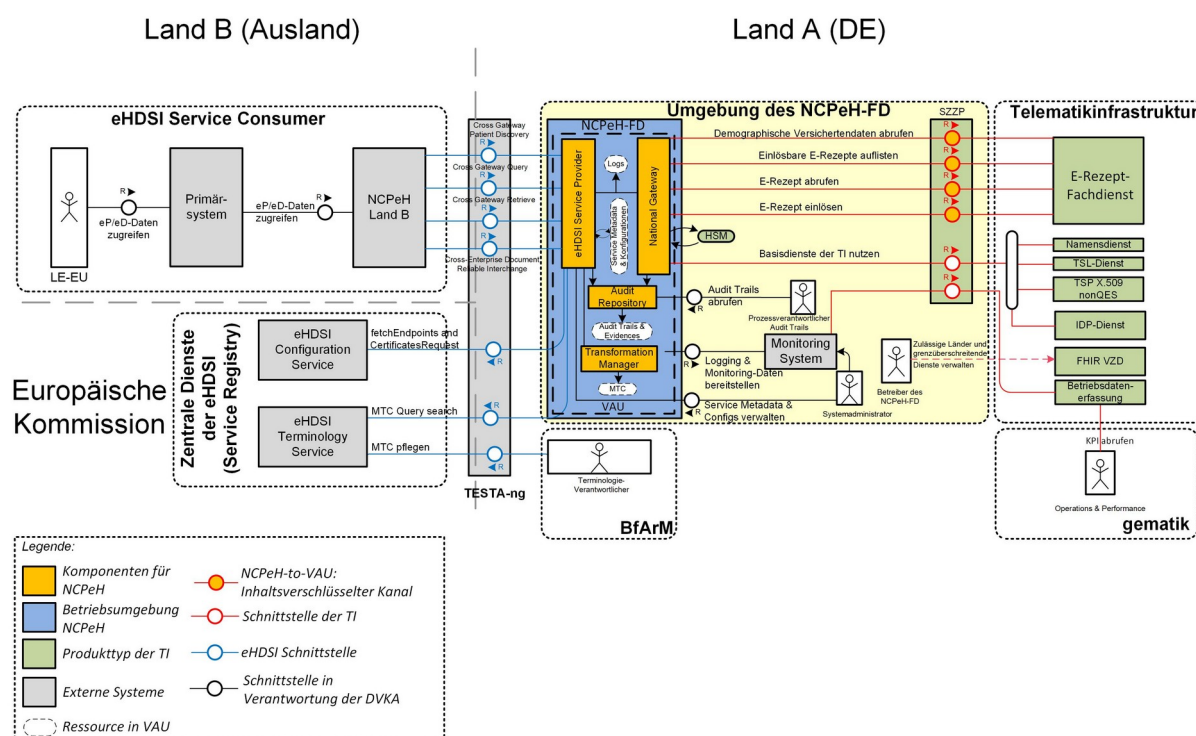 Land B (Ausland)
Land A (DE)
eHDSI Service Consumer
LE-EU
R
eP/eD-Daten
zugreifen
Primär-
system
R
eP/eD-Daten
zugreifen
NCPeH
Land B
Cross Gateway
Patient Discovery
R
Cross Gateway Query
R
Cross Gateway Retrieve
R
Cross-Enterprise Document
Reliable Interchange
R
TESTA-ng
Umgebung des NCPeH-FD
NCPeH-FD
eHDSI Service Provider
Logs
Service Metadata
& Konfigurationen
National Gateway
HSM
Audit
Repository
Audit Trails &
Evidences
Transformation
Manager
MTC
VAU
Demographische Versichertendaten abrufen
Einlösbare E-Rezepte auflisten
E-Rezept abrufen
E-Rezept einlösen
Basisdienste der TI nutzen
SZZP
R
R
R
R
R
R
Audit Trails
abrufen
R
Prozessverantwortlicher
Audit Trails
Monitoring
System
Logging &
Monitoring-Daten
bereitstellen
R
Service Metadata &
Configs verwalten
R
Systemadministrator
Zulässige Länder und
grenzüberschreitende
Dienste verwalten
Betreiber des
NCPeH-FD
Telematikinfrastruktur
E-Rezept-
Fachdienst
Namensdienst
TSL-Dienst
TSP X.509
nonQES
IDP-Dienst
FHIR VZD
Betriebsdaten-
erfassung
KPI abrufen
Operations & Performance
gematik
Europäische
Kommission
Zentrale Dienste
der eHDSI
(Service Registry)
eHDSI
Configuration
Service
fetchEndpoints and
CertificatesRequest
R
eHDSI
Terminology
Service
MTC Query search
R
MTC pflegen
R
Terminologie-
Verantwortlicher
BfArM
Legende:
Komponenten für
NCPeH
Betriebsumgebung
NCPeH
Produkttyp der TI
Externe Systeme
Ressource in VAU
NCPeH-to-VAU:
Inhaltsverschlüsselter Kanal
Schnittstelle der TI
eHDSI Schnittstelle
Schnittstelle in
Verantwortung der DVKA